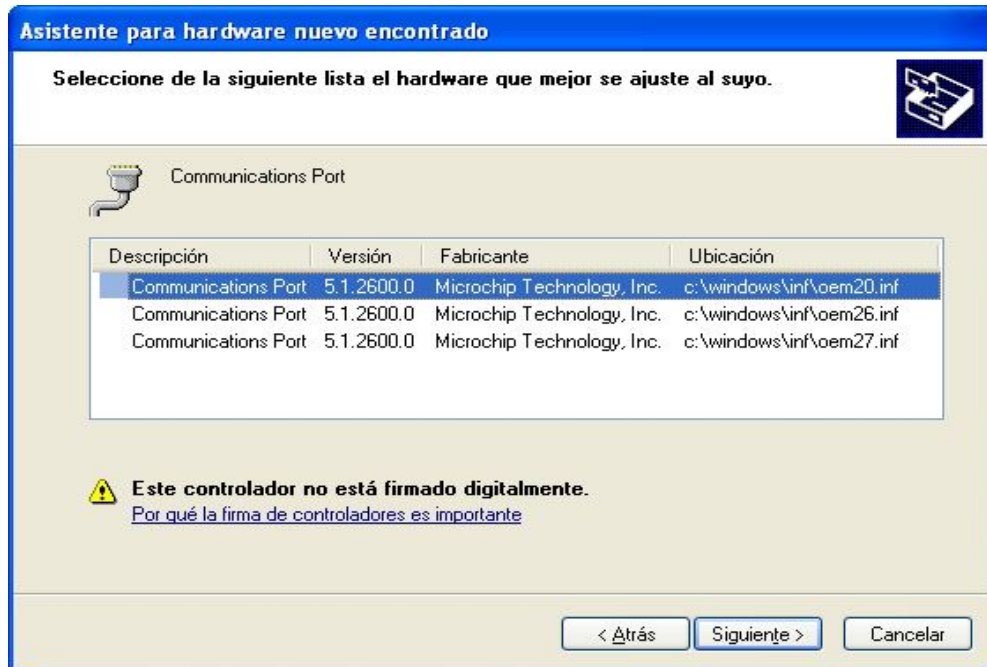 Asistente para hardware nuevo encontrado
Seleccione de la siguiente lista el hardware que mejor se ajuste al suyo.
Communications Port
Descripción Versión Fabricante Ubicación
Communications Port 5.1.2600.0 Microchip Technology, Inc. c:\windows\inf\oem20.inf
Communications Port 5.1.2600.0 Microchip Technology, Inc. c:\windows\inf\oem26.inf
Communications Port 5.1.2600.0 Microchip Technology, Inc. c:\windows\inf\oem27.inf
Este controlador no está firmado digitalmente.
Por qué la firma de controladores es importante
< Atrás Siguiente > Cancelar